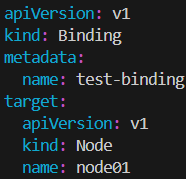 apiVersion: v1
kind: Binding
metadata:
  name: test-binding
target:
  apiVersion: v1
  kind: Node
  name: node01